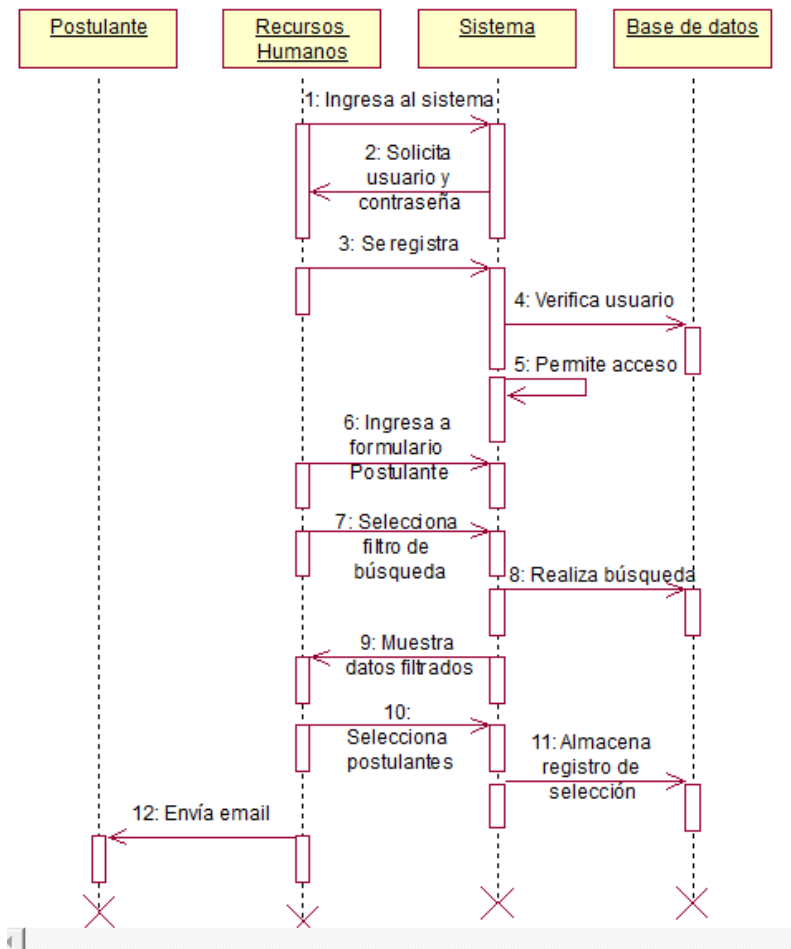 Postulante
Recursos
Humanos
Sistema
Base de datos
1: Ingresa al sistema
2: Solicita
usuario y
contraseña
3: Se registra
4: Verifica usuario
5: Permite acceso
6: Ingresa a
formulario
Postulante
7: Selecciona
filtro de
búsqueda
8: Realiza búsqueda
9: Muestra
datos filtrados
10:
Selecciona
postulantes
11: Almacena
registro de
selección
12: Envía email